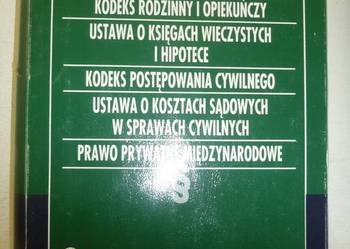 KODEKS RODZINNY I OPIEKUŃCZY
USTAWA O KSIĘGACH WIECZYSTYCH
I HIPOTECE
KODEKS POSTĘPOWANIA CYWILNEGO
USTAWA O KOSZTACH SĄDOWYCH
W SPRAWACH CYWILNYCH
PRAWO PRYWATNE MIĘDZYNARODOWE
§